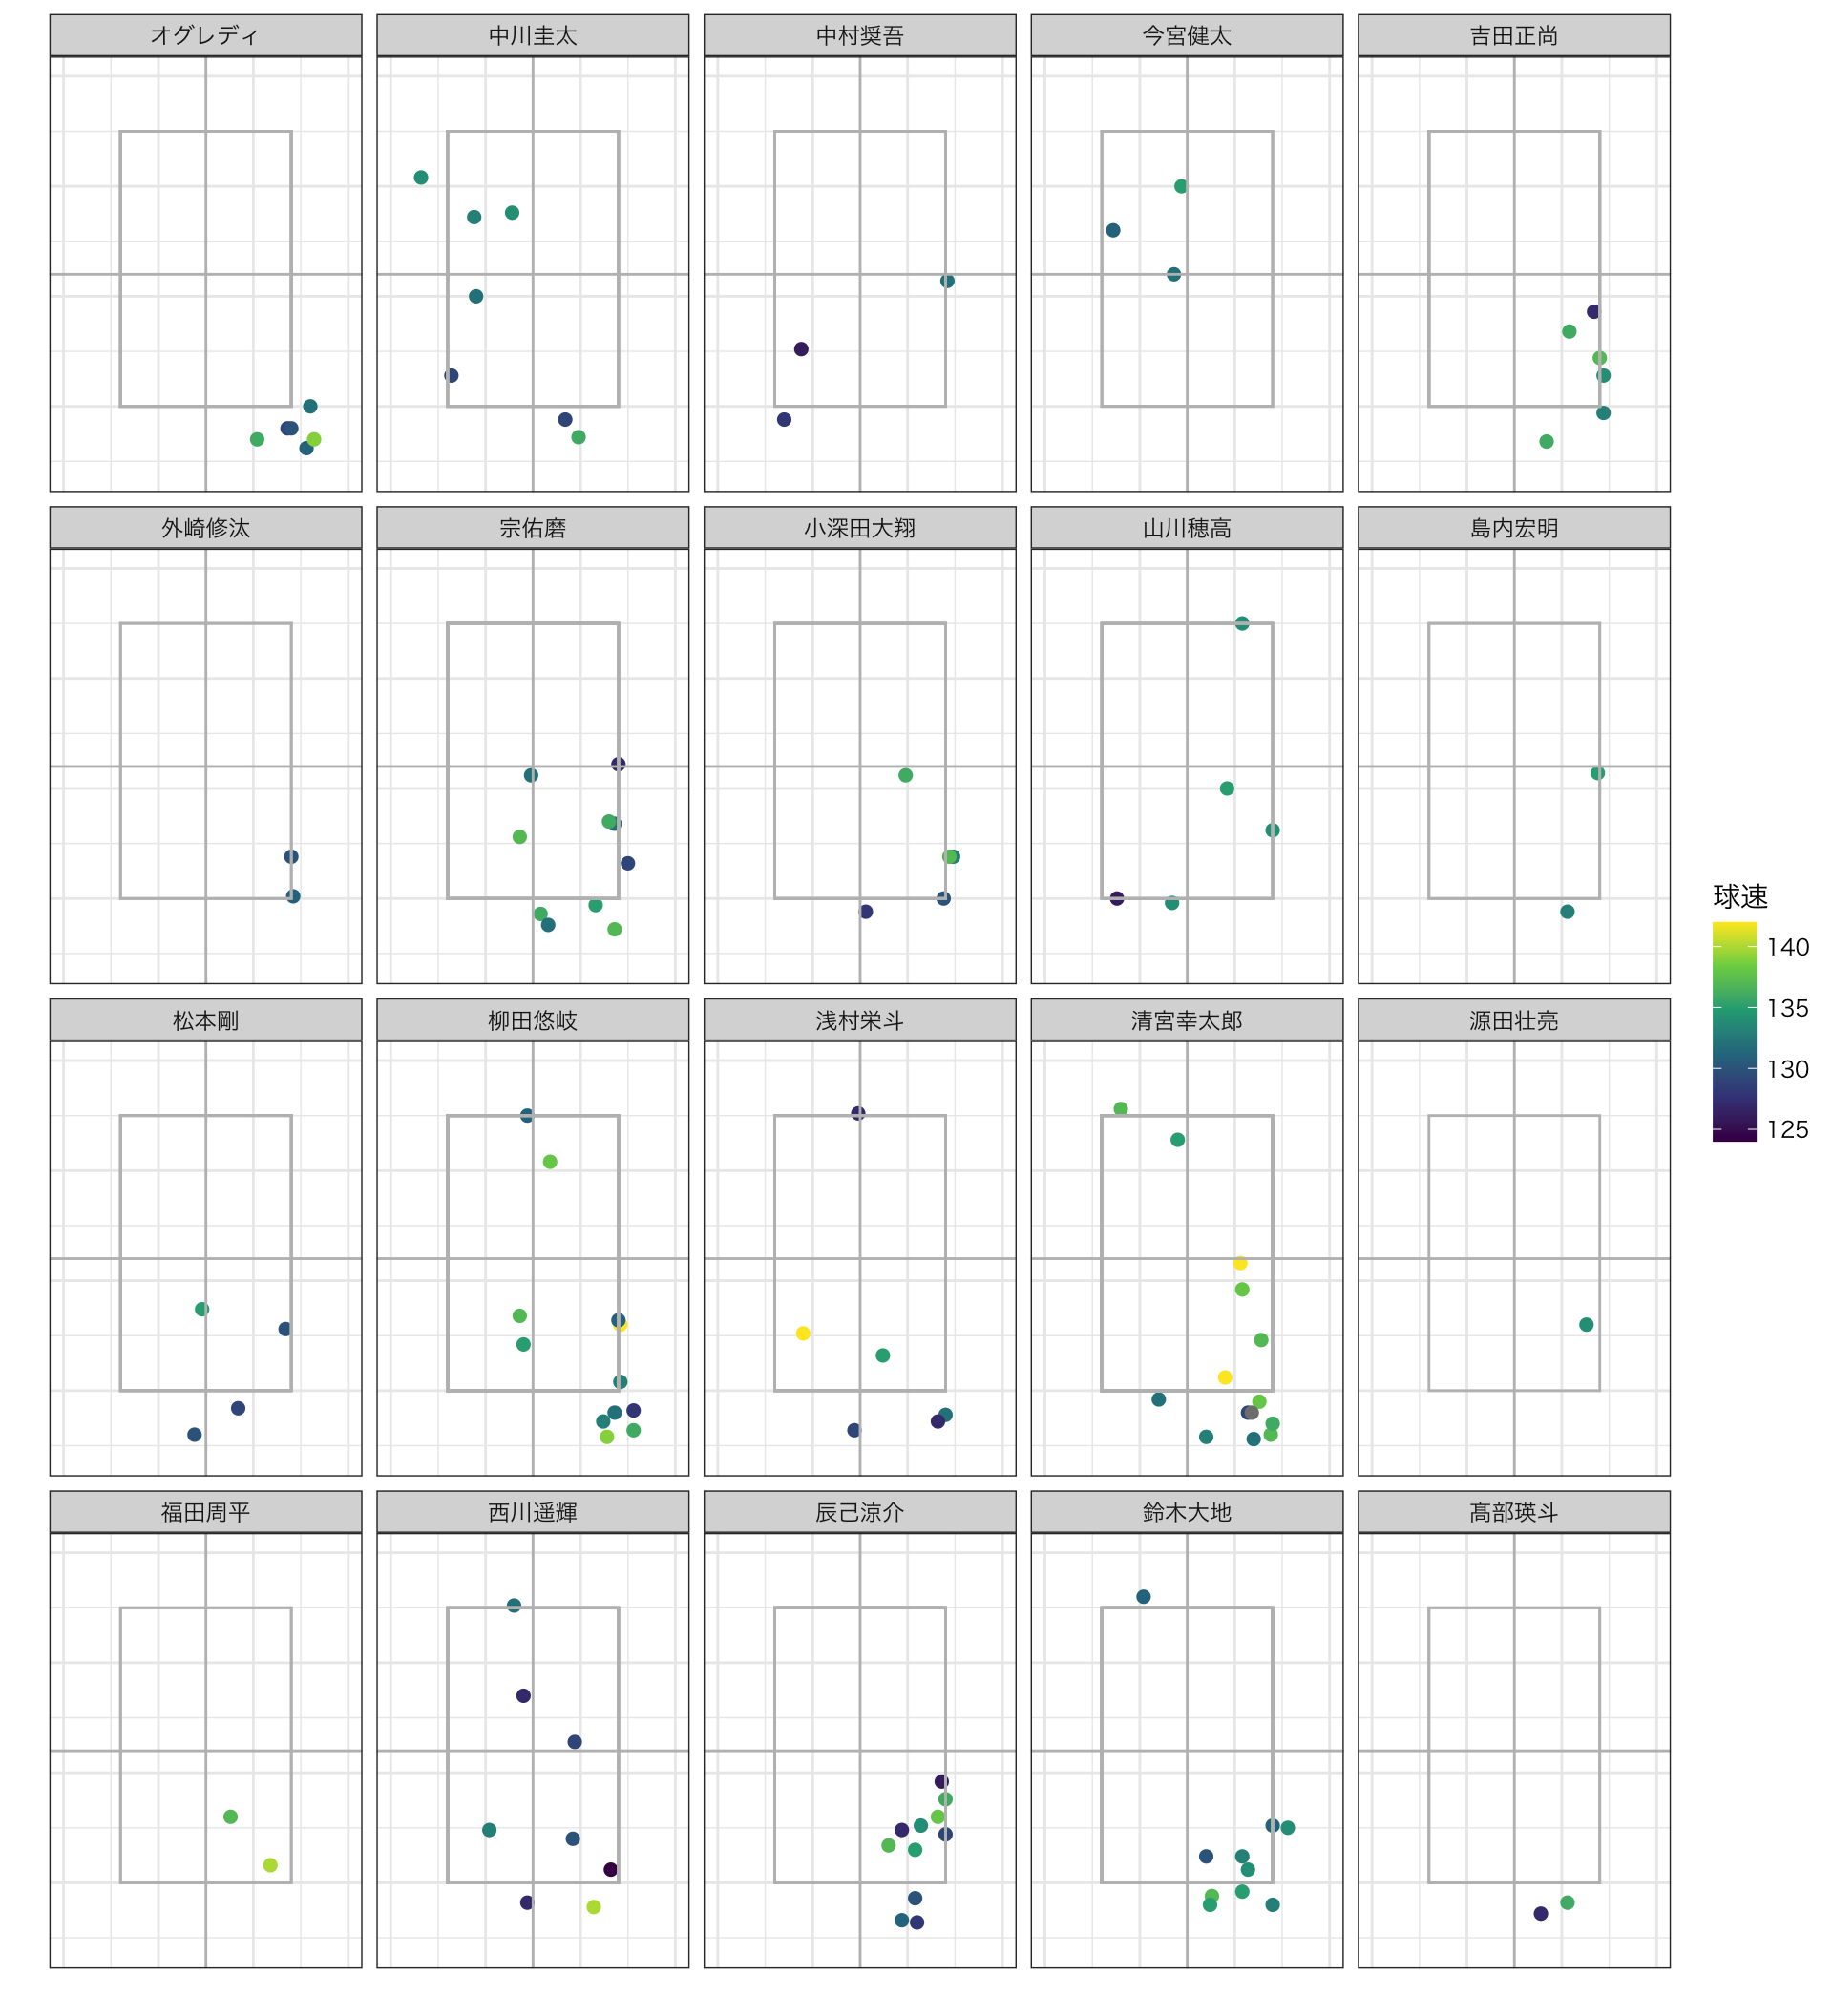 オグレディ
中川圭太
中村奨吾
今宮健太
吉田正尚
外崎修汰
宗佑磨
小深田大翔
山川穂高
島内宏明
松本剛
柳田悠岐
浅村栄斗
清宮幸太郎
源田壮亮
福田周平
西川遥輝
辰己涼介
鈴木大地
髙部瑛斗
球速
140
135
130
125